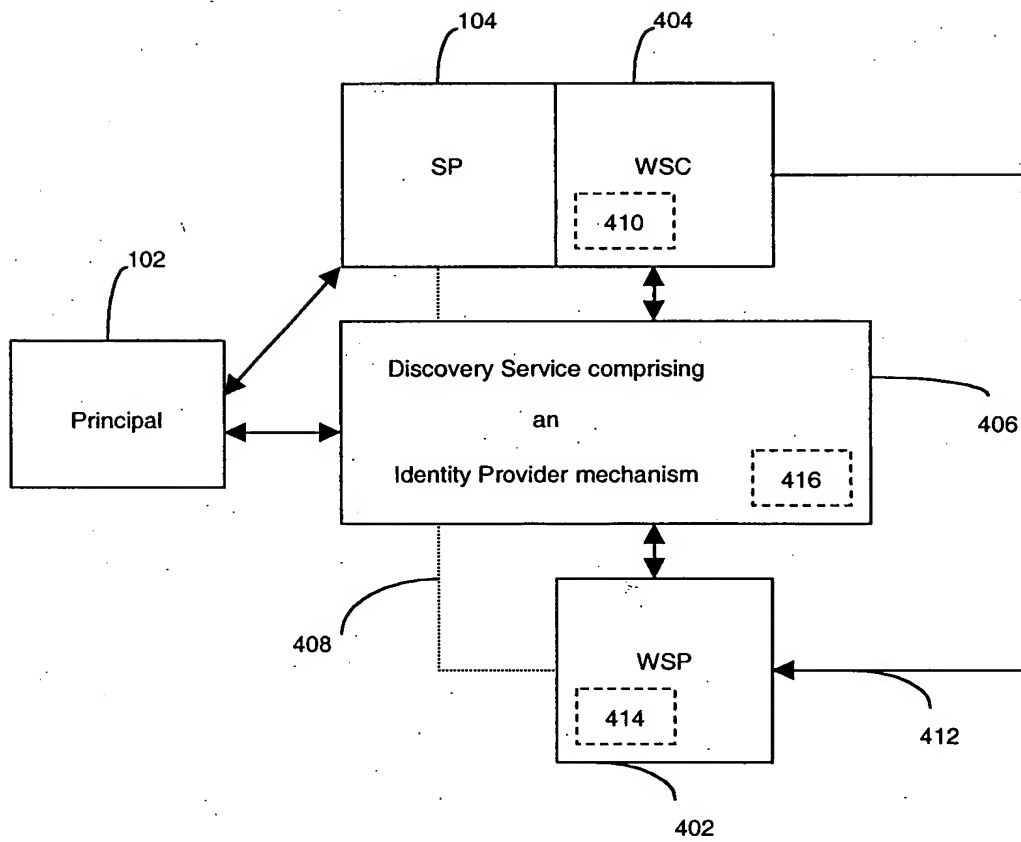 104
404
SP
WSC
410
102
Principal
Discovery Service comprising
an
Identity Provider mechanism
416
406
408
WSP
414
412
402